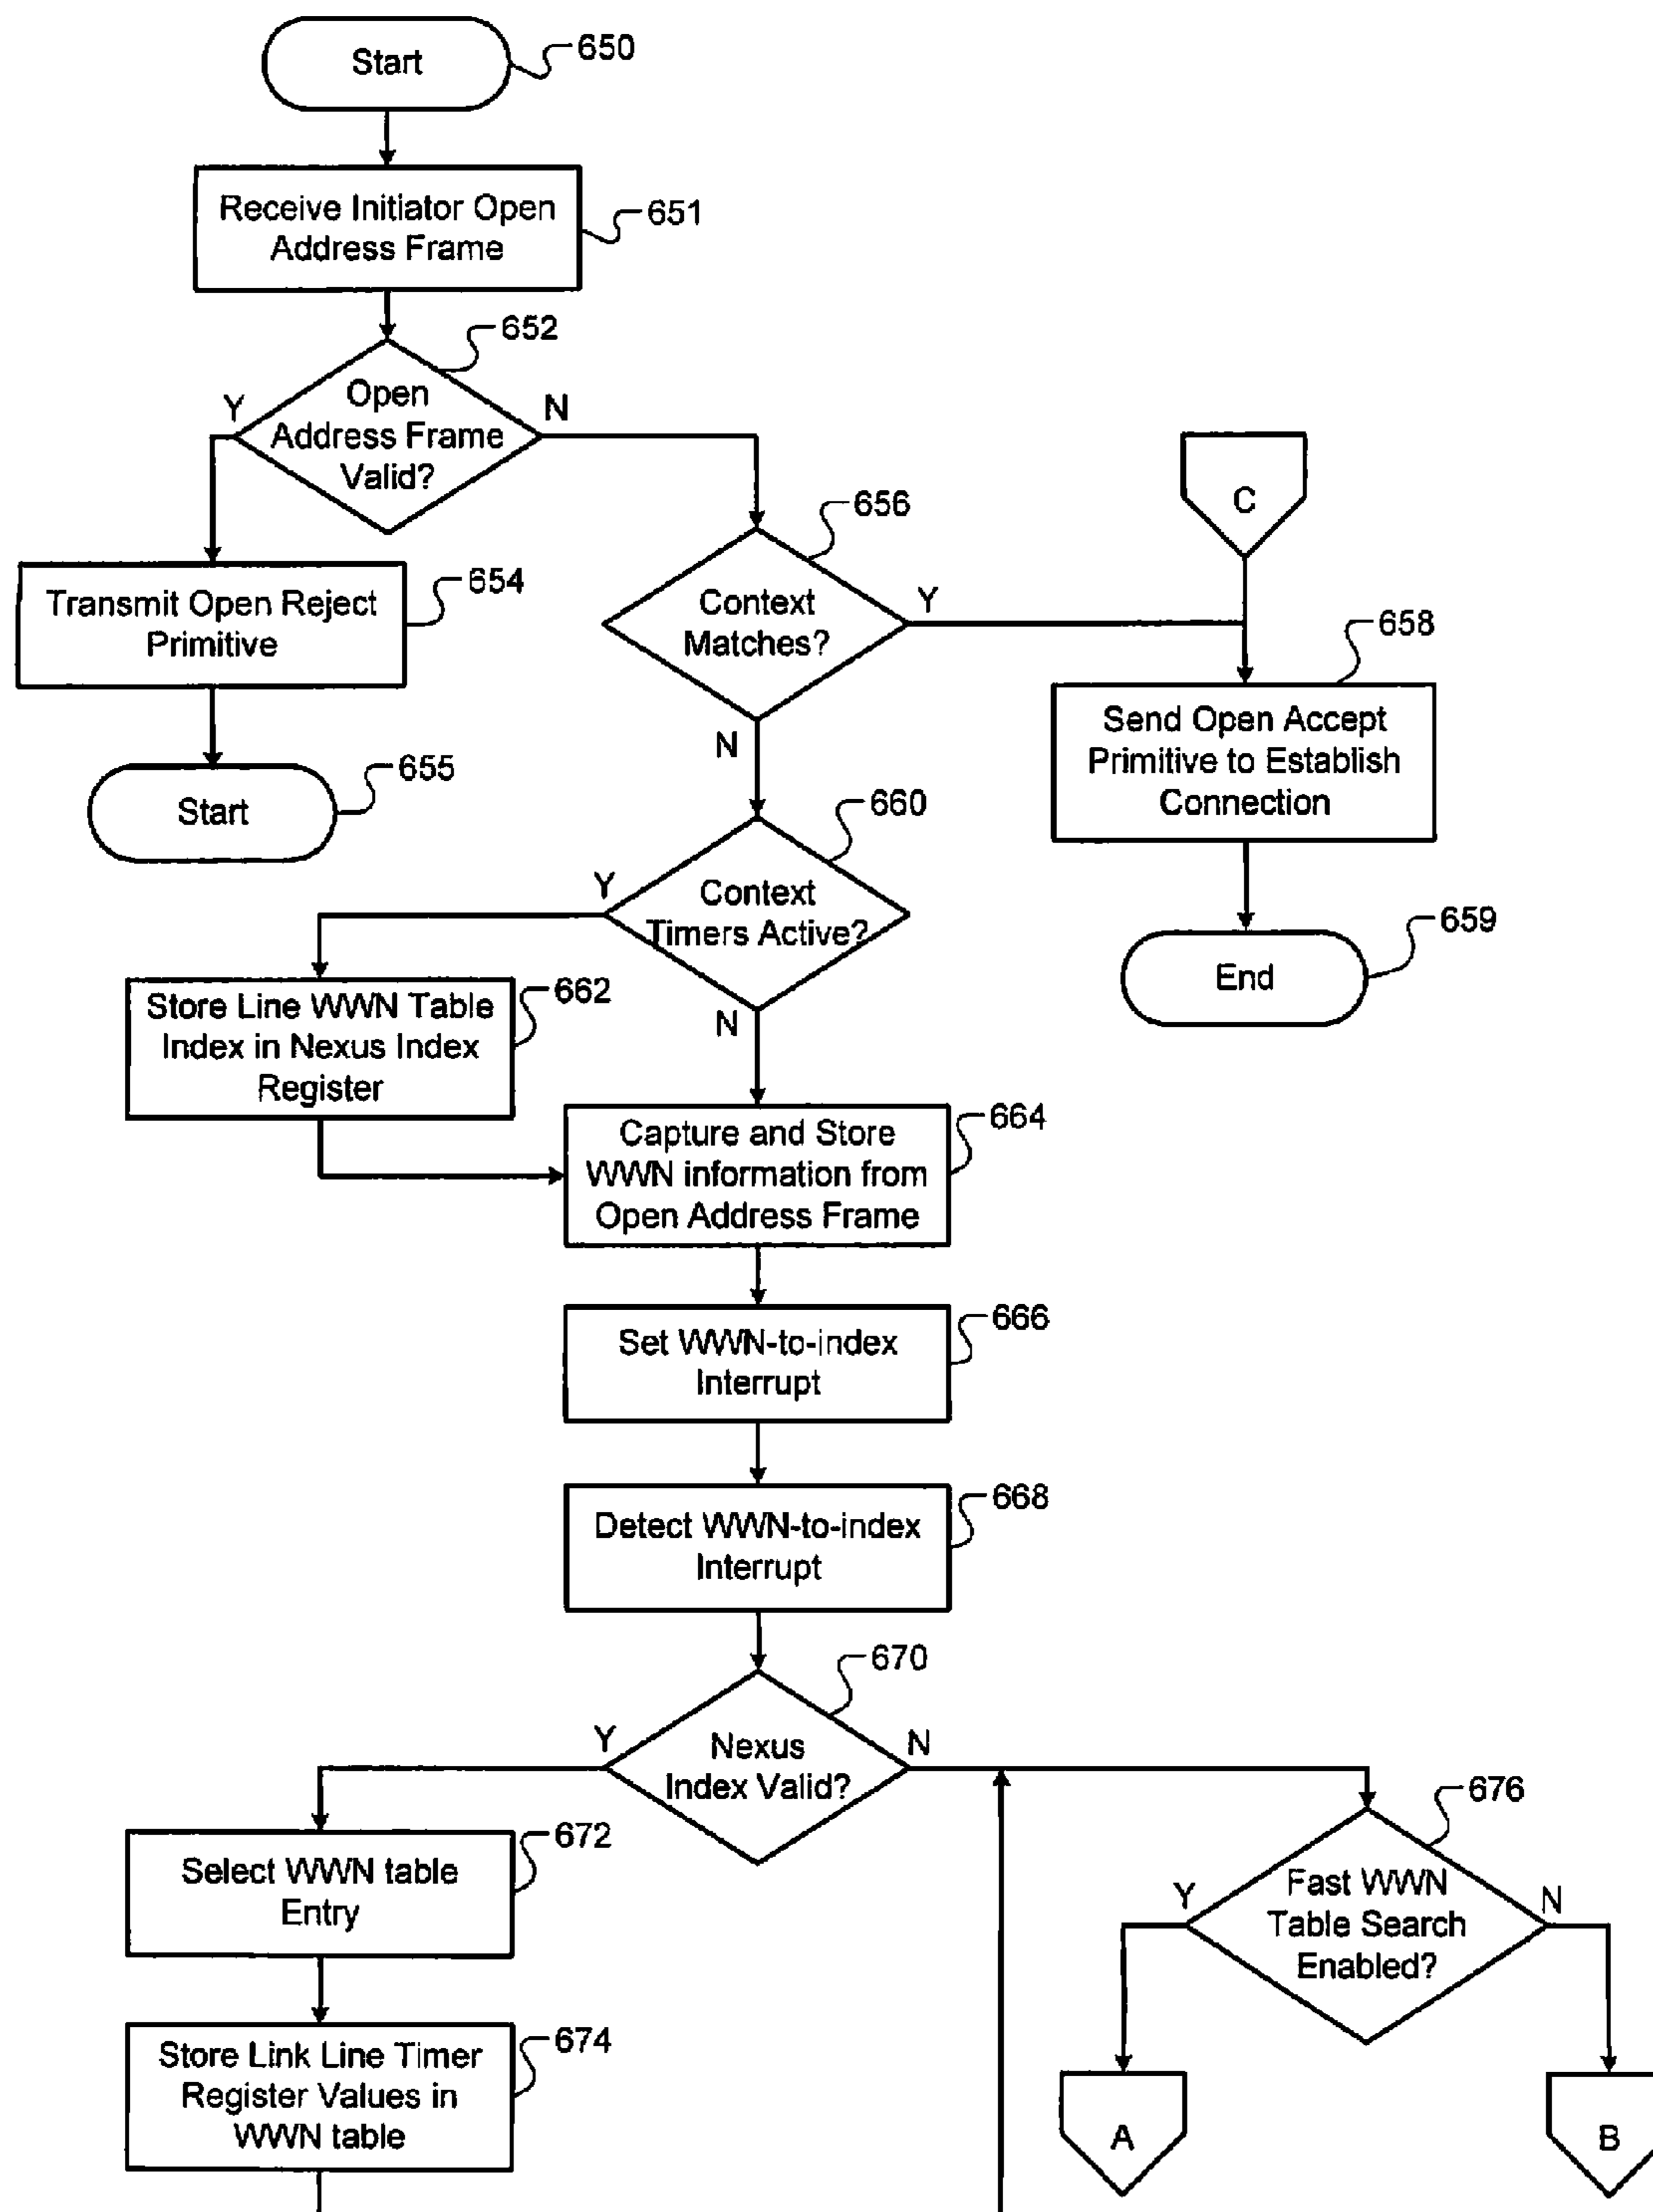 Start
650
Receive Initiator Open
Address Frame
651
652
Open
Address Frame
Valid?
Y
N
656
C
Transmit Open Reject
Primitive
654
Context
Matches?
Y
N
658
Send Open Accept
Primitive to Establish
Connection
Start
655
660
Context
Timers Active?
Y
N
End
659
Store Line WWN Table
Index in Nexus Index
Register
662
Capture and Store
WWN information from
Open Address Frame
664
Set WWN-to-index
Interrupt
666
Detect WWN-to-index
Interrupt
668
670
Nexus
Index Valid?
Y
N
676
Select WWN table
Entry
672
Fast WWN
Table Search
Enabled?
Y
N
Store Link Line Timer
Register Values in
WWN table
674
A
B